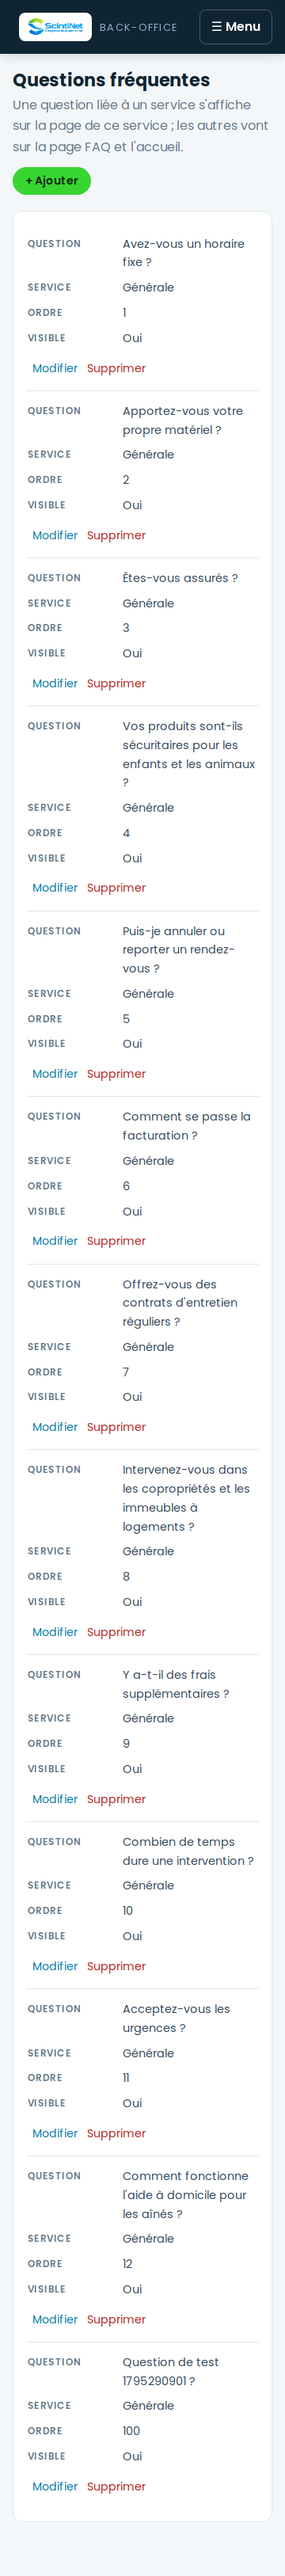 ScintiNet
BACK-OFFICE
☰ Menu
Questions fréquentes
Une question liée à un service s'affiche
sur la page de ce service ; les autres vont
sur la page FAQ et l'accueil.
+ Ajouter
QUESTION Avez-vous un horaire
fixe ?
SERVICE Générale
ORDRE 1
VISIBLE Oui
Modifier Supprimer
QUESTION Apportez-vous votre
propre matériel ?
SERVICE Générale
ORDRE 2
VISIBLE Oui
Modifier Supprimer
QUESTION Êtes-vous assurés ?
SERVICE Générale
ORDRE 3
VISIBLE Oui
Modifier Supprimer
QUESTION Vos produits sont-ils
sécuritaires pour les
enfants et les animaux
?
SERVICE Générale
ORDRE 4
VISIBLE Oui
Modifier Supprimer
QUESTION Puis-je annuler ou
reporter un rendez-
vous ?
SERVICE Générale
ORDRE 5
VISIBLE Oui
Modifier Supprimer
QUESTION Comment se passe la
facturation ?
SERVICE Générale
ORDRE 6
VISIBLE Oui
Modifier Supprimer
QUESTION Offrez-vous des
contrats d'entretien
réguliers ?
SERVICE Générale
ORDRE 7
VISIBLE Oui
Modifier Supprimer
QUESTION Intervenez-vous dans
les copropriétés et les
immeubles à
logements ?
SERVICE Générale
ORDRE 8
VISIBLE Oui
Modifier Supprimer
QUESTION Y a-t-il des frais
supplémentaires ?
SERVICE Générale
ORDRE 9
VISIBLE Oui
Modifier Supprimer
QUESTION Combien de temps
dure une intervention ?
SERVICE Générale
ORDRE 10
VISIBLE Oui
Modifier Supprimer
QUESTION Acceptez-vous les
urgences ?
SERVICE Générale
ORDRE 11
VISIBLE Oui
Modifier Supprimer
QUESTION Comment fonctionne
l'aide à domicile pour
les aînés ?
SERVICE Générale
ORDRE 12
VISIBLE Oui
Modifier Supprimer
QUESTION Question de test
1795290901 ?
SERVICE Générale
ORDRE 100
VISIBLE Oui
Modifier Supprimer